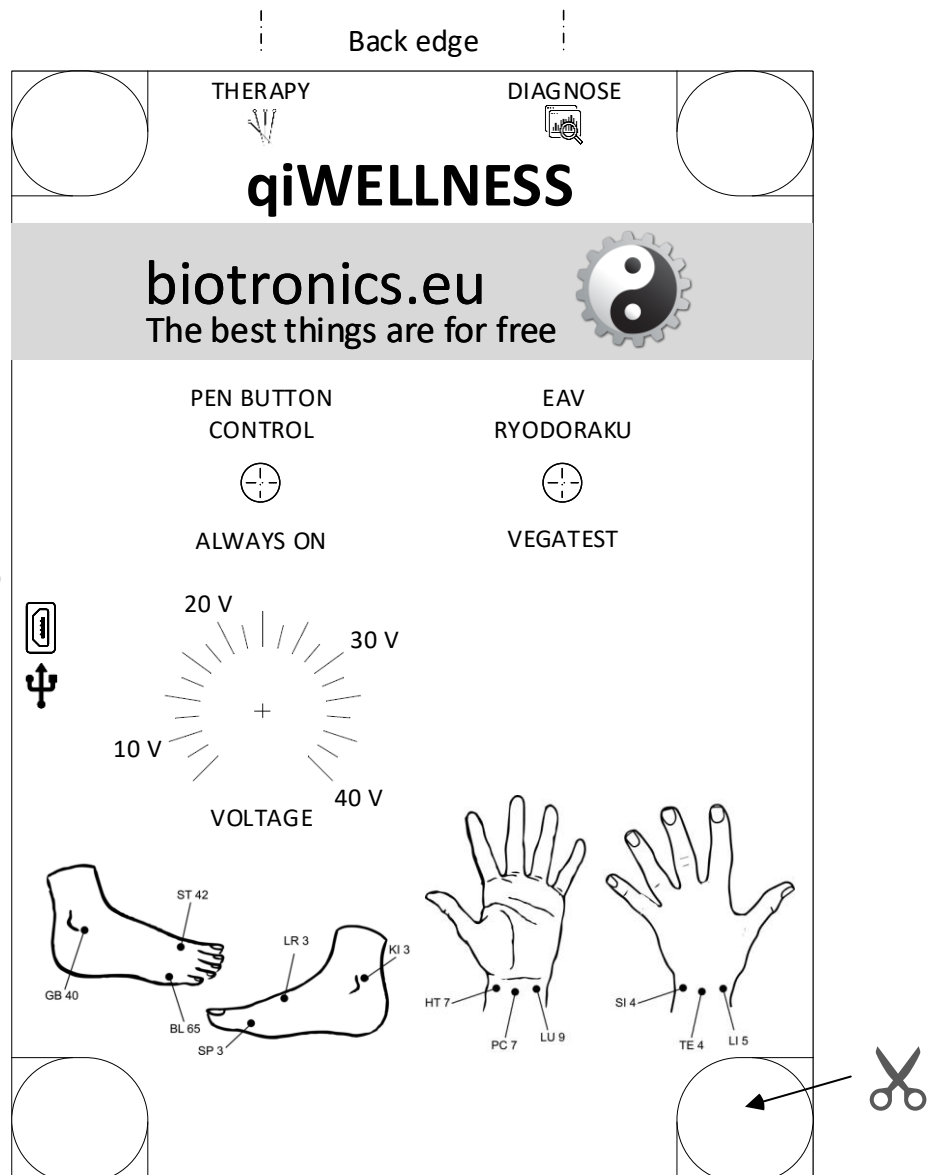 Back edge
THERAPY
DIAGNOSE
qiWELLNESS
biotronics.eu
The best things are for free
PEN BUTTON
CONTROL
EAV
RYODORAKU
ALWAYS ON
VEGATEST
20 V
30 V
10 V
40 V
VOLTAGE
ST 42
GB 40
BL 65
LR 3
KI 3
SP 3
HT 7
PC 7
LU 9
SI 4
TE 4
LI 5